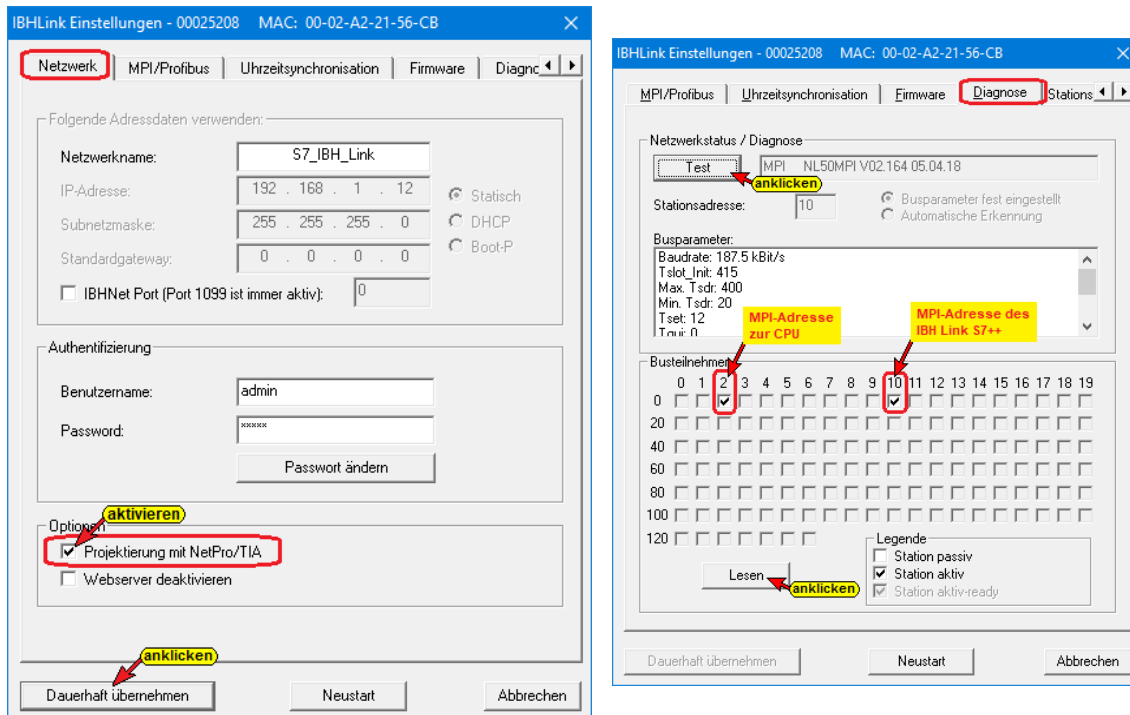 IBHLink Einstellungen - 00025208 MAC: 00-02-A2-21-56-CB
Netzwerk MPI/Profibus Uhrzeitsynchronisation Firmware Diagnc
Folgende Adressdaten verwenden:
Netzwerkname: S7_IBH_Link
IP-Adresse: 192 . 168 . 1 . 12
Statisch
Subnetzmaske: 255 . 255 . 255 . 0
DHCP
Standardgateway: 0 . 0 . 0 . 0
Boot-P
IBHNet Port (Port 1099 ist immer aktiv): 0
Authentifizierung
Benutzername: admin
Password: xxxxx
Passwort ändern
aktivieren
Optionen
Projektierung mit NetPro/TIA
Webserver deaktivieren
anklicken
Dauerhaft übernehmen Neustart Abbrechen
IBHLink Einstellungen - 00025208 MAC: 00-02-A2-21-56-CB
MPI/Profibus Uhrzeitsynchronisation Firmware Diagnose Stations
Netzwerkstatus / Diagnose
Test MPI NL50MPI V02.164 05.04.18
anklicken
Stationsadresse: 10
Busparameter fest eingestellt
Automatische Erkennung
Busparameter:
Baudrate: 187.5 kBit/s
Tslot_Init: 415
Max. Tsdr: 400
Min. Tsdr: 20
Tset: 12
Tqui: 0
MPI-Adresse
zur CPU
MPI-Adresse des
IBH Link S7++
Busteilnehmer
0 1 2 3 4 5 6 7 8 9 10 11 12 13 14 15 16 17 18 19
0
20
40
60
80
100
120
Legende
Station passiv
Station aktiv
Station aktiv-ready
Lesen
anklicken
Dauerhaft übernehmen Neustart Abbrechen